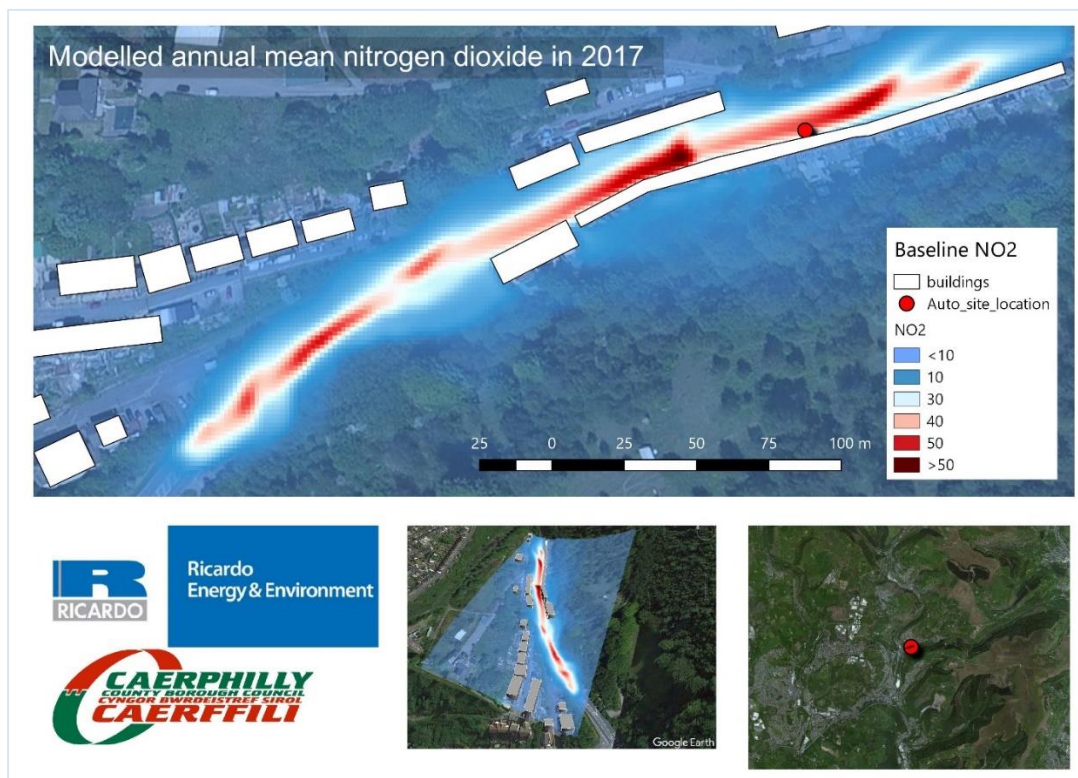 Modelled annual mean nitrogen dioxide in 2017
Baseline NO2
buildings
Auto_site_location
NO2
<10
10
30
40
50
>50
25 0 25 50 75 100 m
R
RICARDO
Ricardo
Energy & Environment
CAERPHILLY
COUNTY BOROUGH COUNCIL
CYNGOR BWRDEISTREF SIROL
CAERFFILI
Google Earth